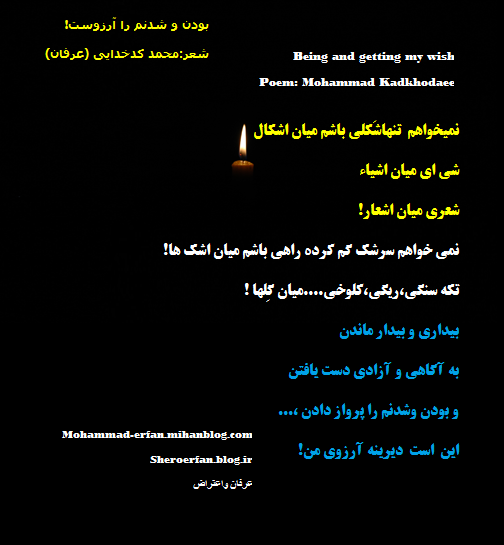 بودن و شدنم را آرزوست!
شعر:محمد کدخدایی (عرفان)
Being and getting my wish
Poem: Mohammad Kadkhodaee
نمیخواهم تنهاشَکلی باشم میان اشکال
شی ای میان اشیاء
شعری میان اشعار!
نمی خواهم سرشک گم کرده راهی باشم میان اشک ها!
تکه سنگی،ریگی،کلوخی....میان گِلها !
بیداری و بیدار ماندن
به آگاهی و آزادی دست یافتن
و بودن وشدنم را پرواز دادن ،...
این است دیرینه آرزوی من!
Mohammad-erfan.mihanblog.com
Sheroerfan.blog.ir
عرفان واعتراض